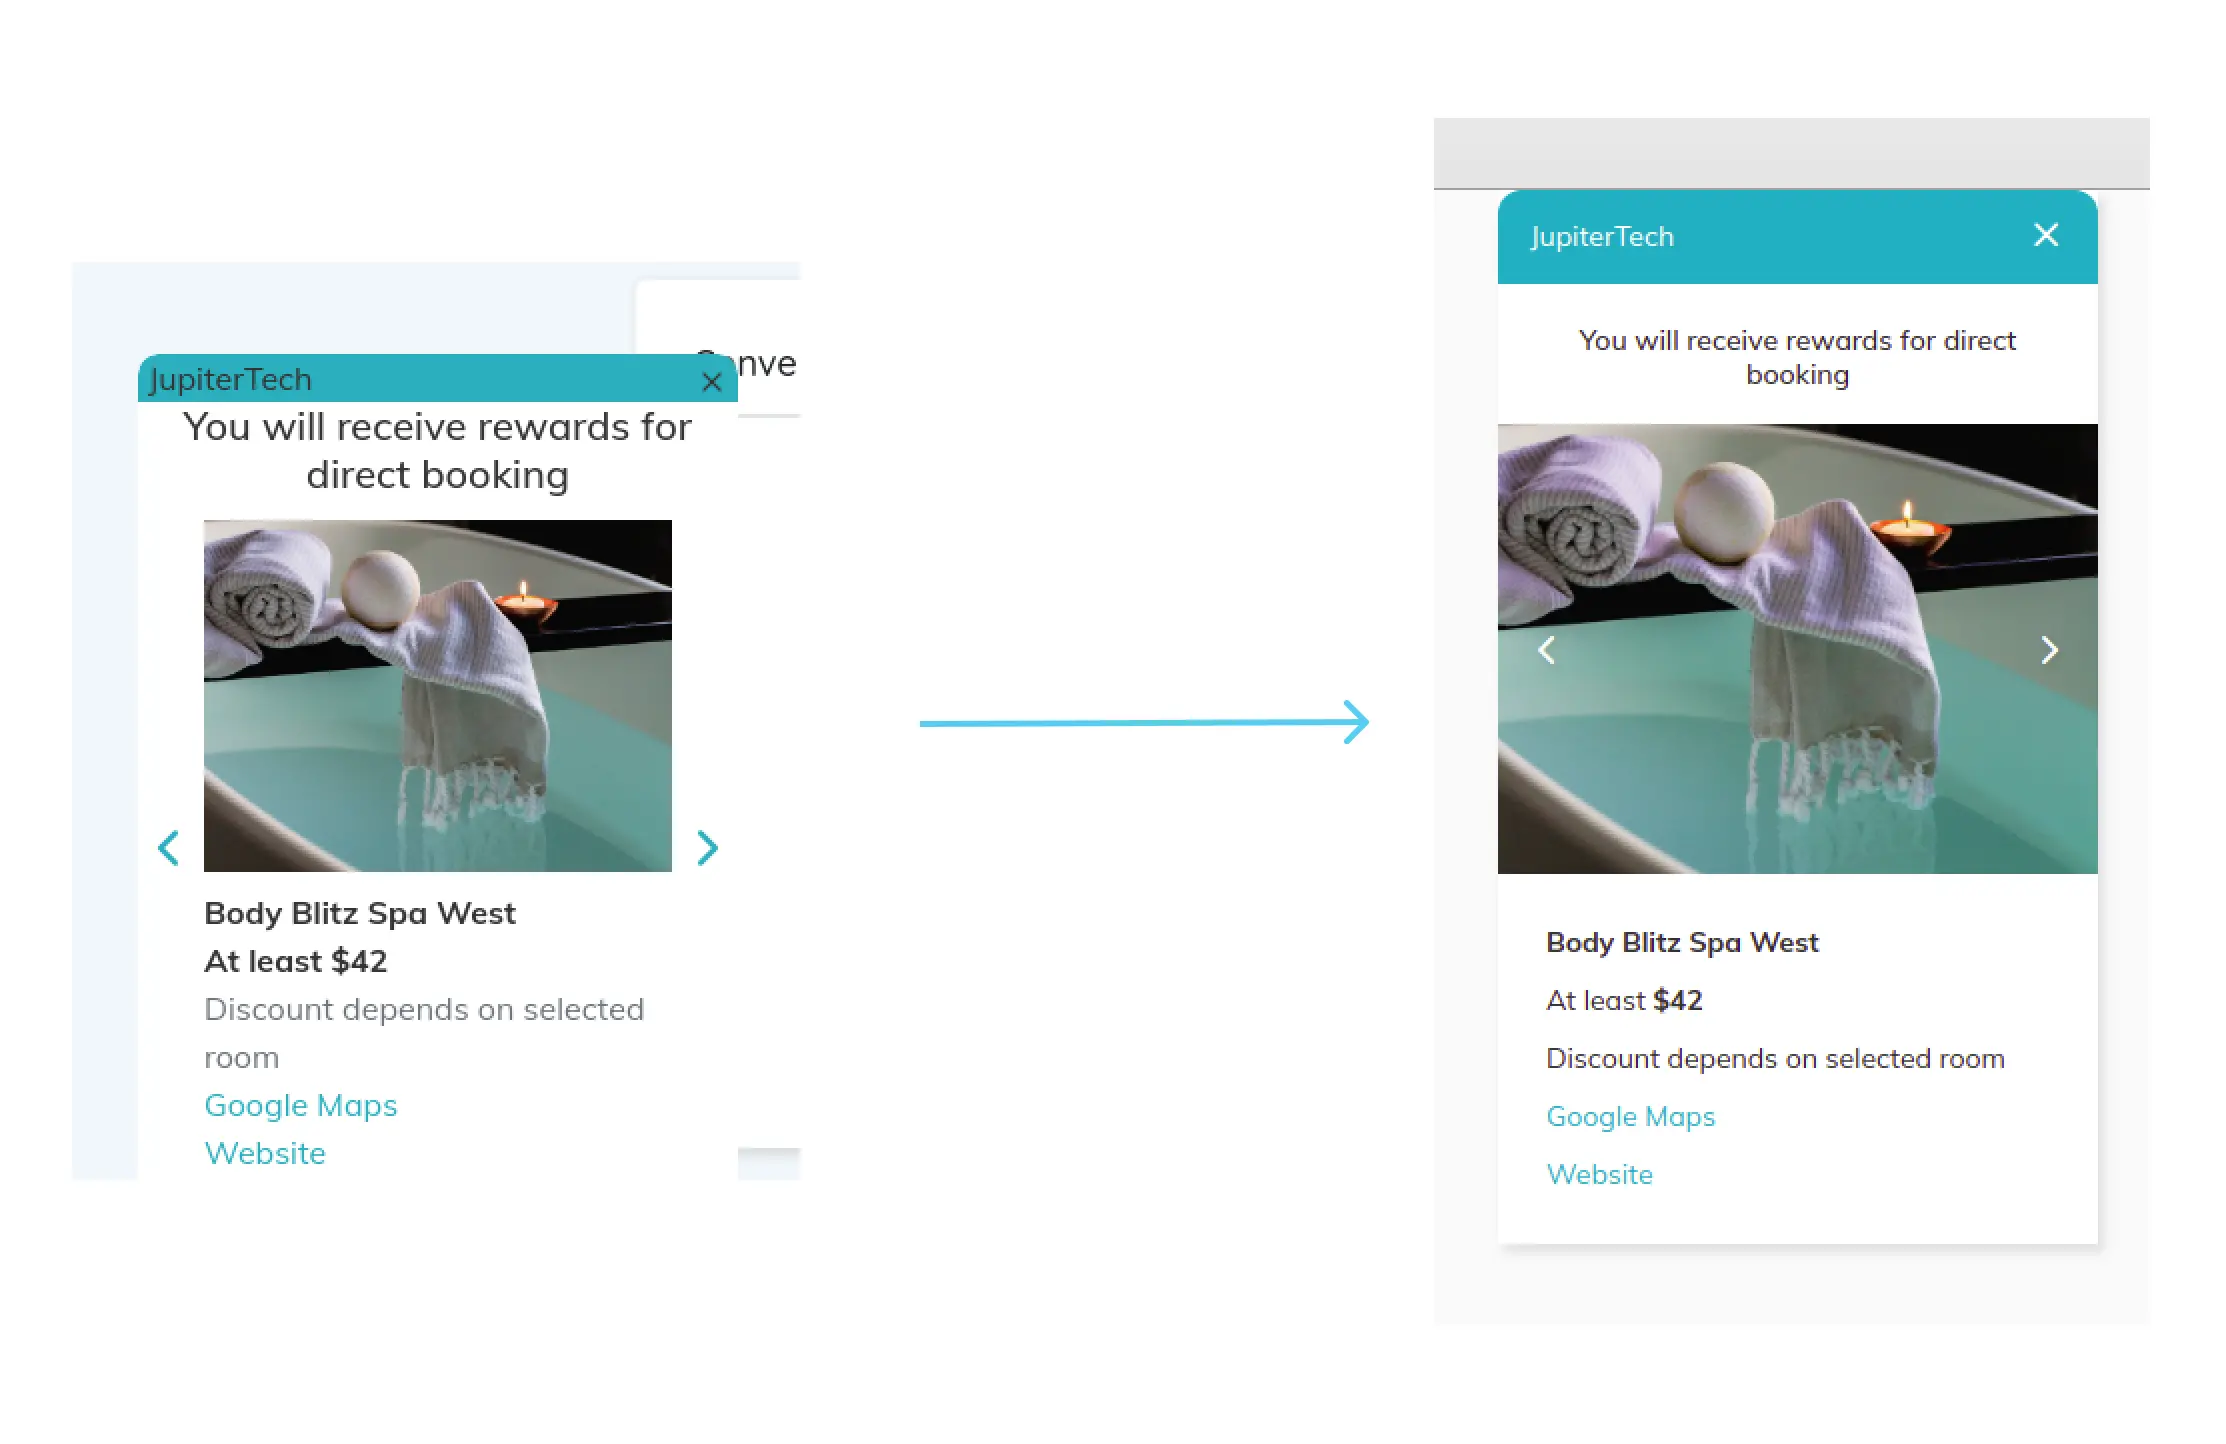 Conve
JupiterTech
You will receive rewards for
direct booking
Body Blitz Spa West
At least $42
Discount depends on selected
room
Google Maps
Website
JupiterTech
You will receive rewards for direct
booking
Body Blitz Spa West
At least $42
Discount depends on selected room
Google Maps
Website